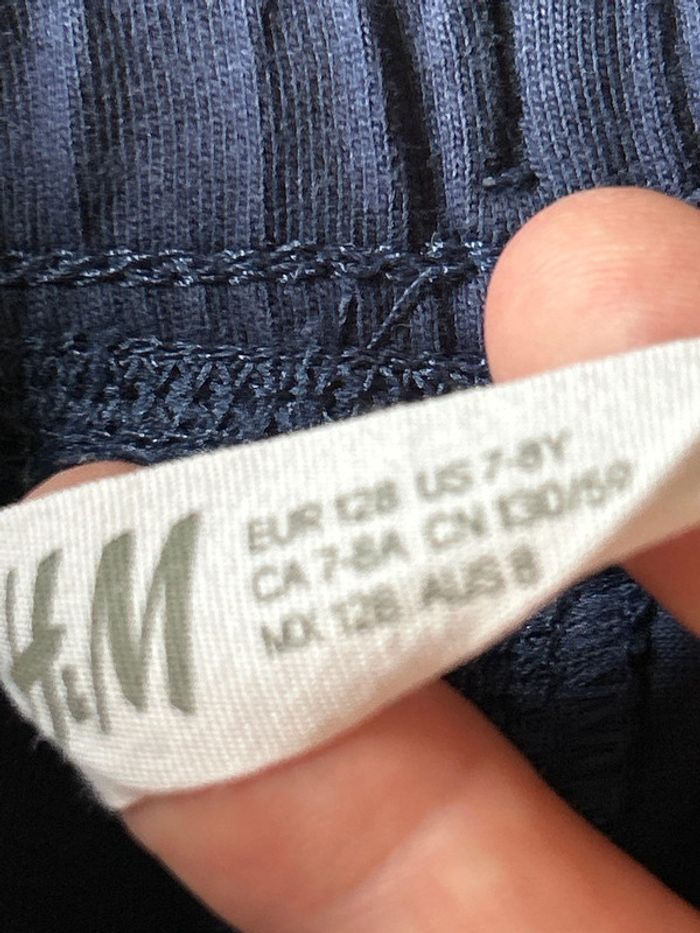 H&M
EUR 128 US 7-8Y
CA 7-8A CN 130/59
MX 128 AUS 8